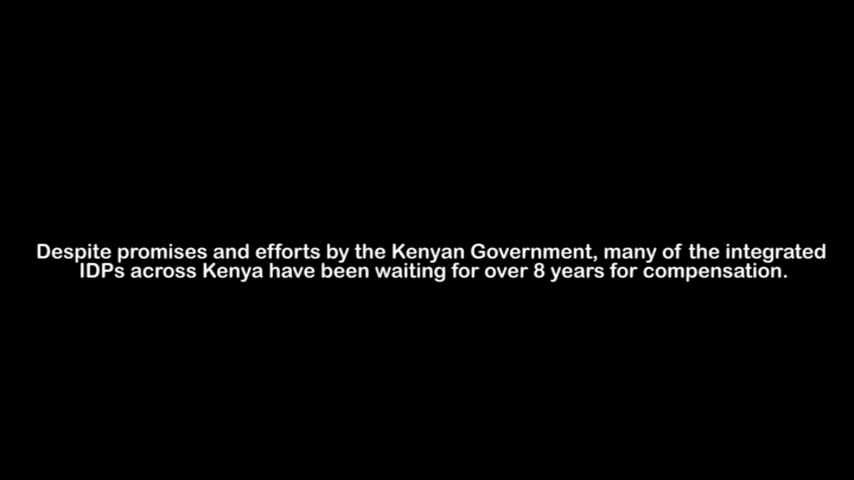 Despite promises and efforts by the Kenyan Government, many of the integrated
IDPs across Kenya have been waiting for over 8 years for compensation.